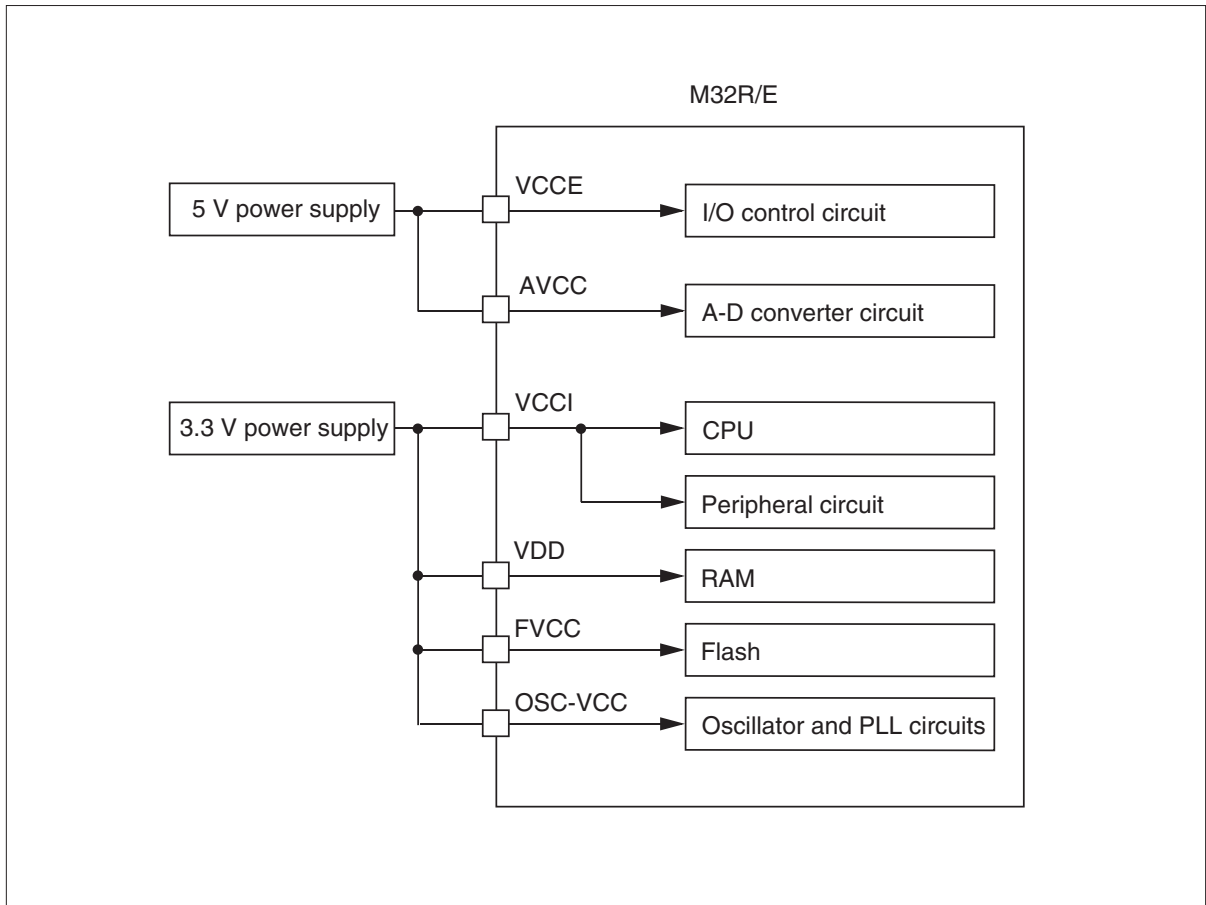 M32R/E
VCCE
5 V power supply
I/O control circuit
AVCC
A-D converter circuit
VCCI
3.3 V power supply
CPU
Peripheral circuit
VDD
RAM
FVCC
Flash
OSC-VCC
Oscillator and PLL circuits